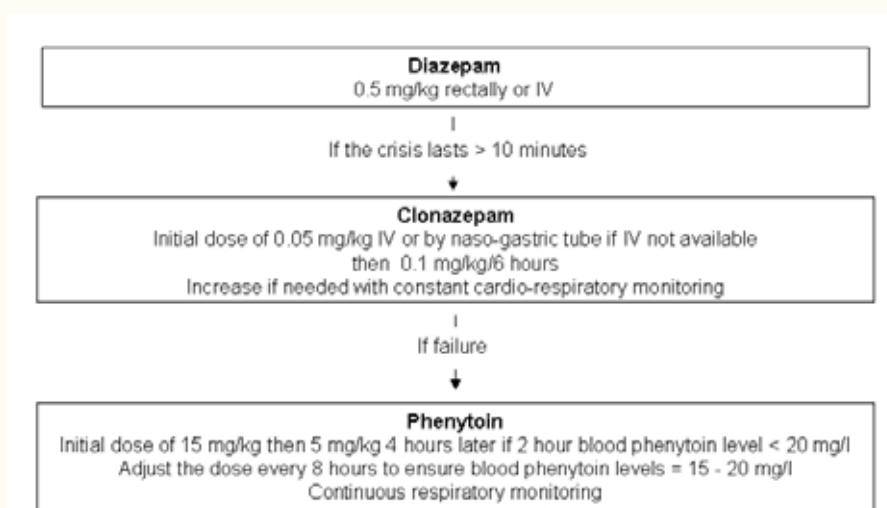 Diazepam
0.5 mg/kg rectally or IV
If the crisis lasts > 10 minutes
Clonazepam
Initial dose of 0.05 mg/kg IV or by naso-gastric tube if IV not available
then 0.1 mg/kg/6 hours
Increase if needed with constant cardio-respiratory monitoring
If failure
Phenytoin
Initial dose of 15 mg/kg then 5 mg/kg 4 hours later if 2 hour blood phenytoin level < 20 mg/l
Adjust the dose every 8 hours to ensure blood phenytoin levels = 15 - 20 mg/l
Continuous respiratory monitoring